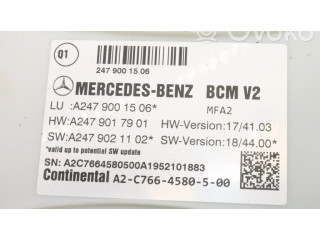 OVOKO
Q1
247 900 15 06
MERCEDES-BENZ BCM V2
LU : A247 900 15 06* MFA2
HW: A247 901 79 01 HW-Version: 17/41.03
SW: A247 902 11 02* SW-Version: 18/44.00*
*valid up to potential SW update
SN: A2C7664580500A1952101883
Continental A2-C766-4580-5-00